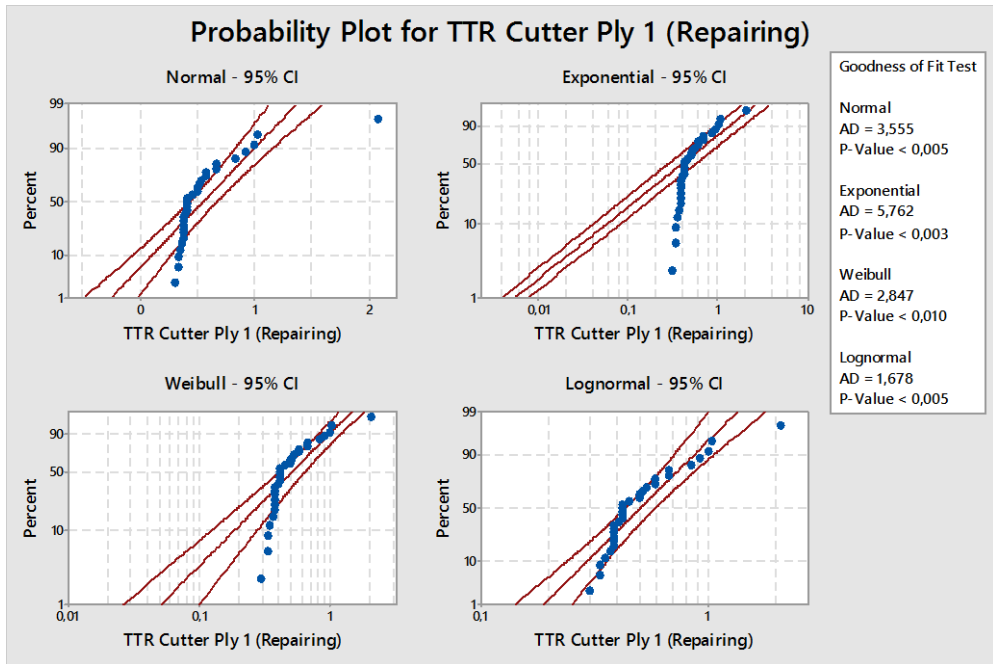 Probability Plot for TTR Cutter Ply 1 (Repairing)
Normal - 95% CI
99
90
50
10
1
Percent
0
1
2
TTR Cutter Ply 1 (Repairing)
Exponential - 95% CI
90
50
10
1
Percent
0,01
0,1
1
10
TTR Cutter Ply 1 (Repairing)
Weibull - 95% CI
90
50
10
1
Percent
0,01
0,1
1
TTR Cutter Ply 1 (Repairing)
Lognormal - 95% CI
99
90
50
10
1
Percent
0,1
1
TTR Cutter Ply 1 (Repairing)
Goodness of Fit Test
Normal
AD = 3,555
P-Value < 0,005
Exponential
AD = 5,762
P-Value < 0,003
Weibull
AD = 2,847
P-Value < 0,010
Lognormal
AD = 1,678
P-Value < 0,005